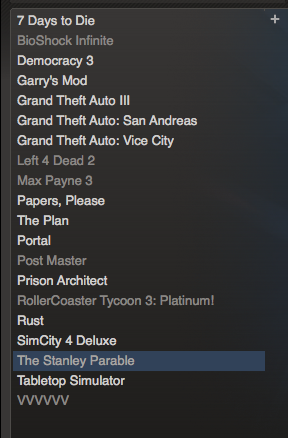 7 Days to Die
+
BioShock Infinite
Democracy 3
Garry's Mod
Grand Theft Auto III
Grand Theft Auto: San Andreas
Grand Theft Auto: Vice City
Left 4 Dead 2
Max Payne 3
Papers, Please
The Plan
Portal
Post Master
Prison Architect
RollerCoaster Tycoon 3: Platinum!
Rust
SimCity 4 Deluxe
The Stanley Parable
Tabletop Simulator
VVVVVV